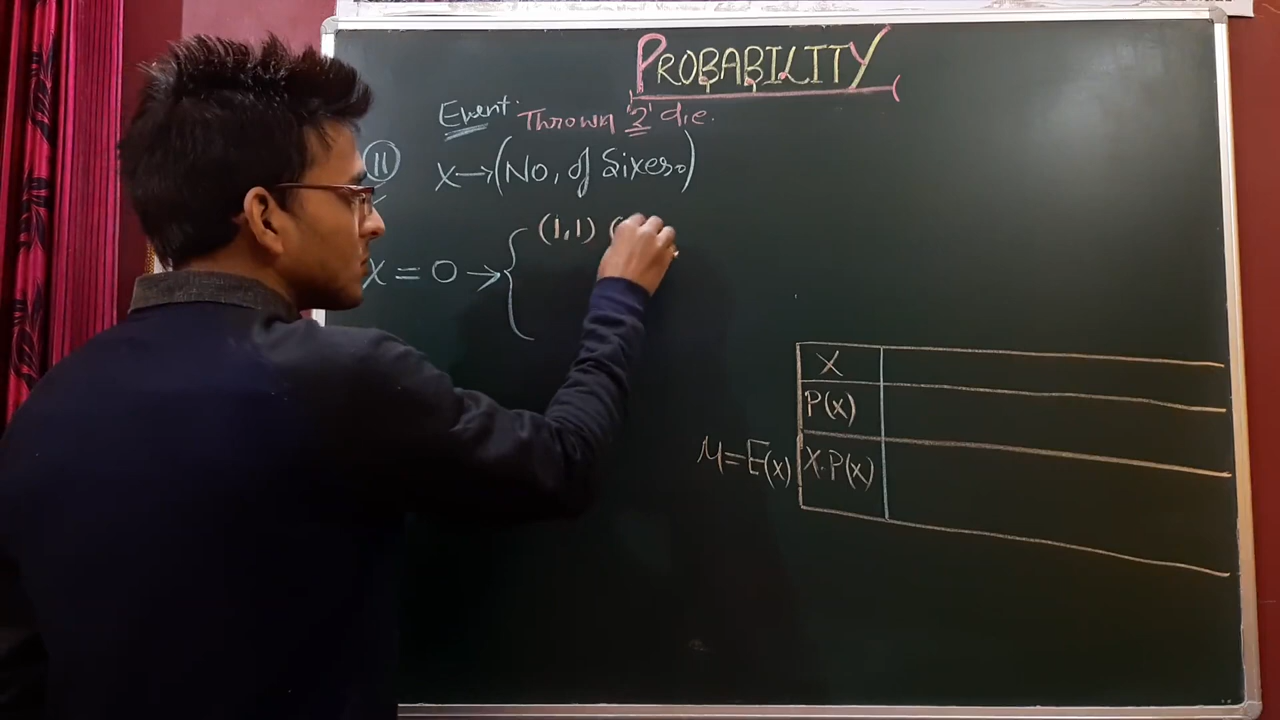 PROBABILITY
Event: Thrown '2' die.
11 X→(No. of Sixes.)
X = 0 → { (1,1) (
X
P(x)
M=E(x) X.P(x)